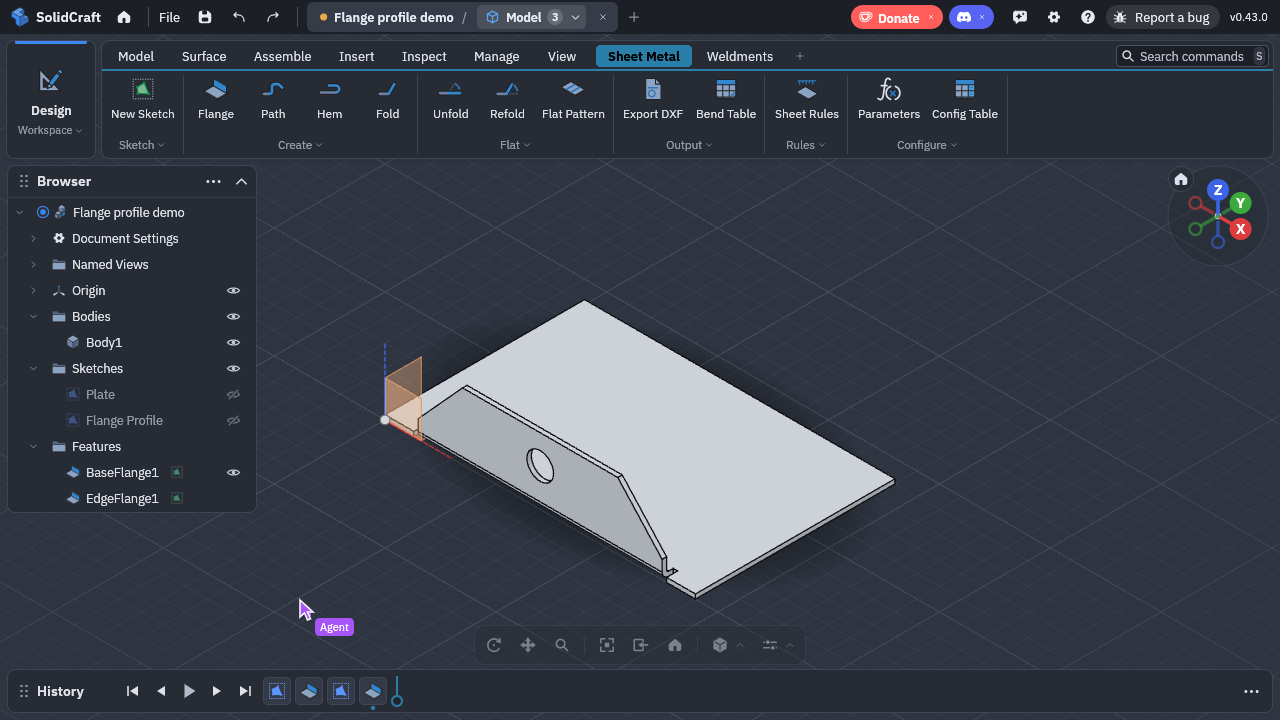 SolidCraft
File
Flange profile demo
/
Model 3
Donate
Report a bug
v0.43.0
Design
Workspace
Model
Surface
Assemble
Insert
Inspect
Manage
View
Sheet Metal
Weldments
Search commands S
New Sketch
Flange
Path
Hem
Fold
Unfold
Refold
Flat Pattern
Export DXF
Bend Table
Sheet Rules
Parameters
Config Table
Sketch
Create
Flat
Output
Rules
Configure
Browser
Flange profile demo
Document Settings
Named Views
Origin
Bodies
Body1
Sketches
Plate
Flange Profile
Features
BaseFlange1
EdgeFlange1
Z
Y
X
Agent
History